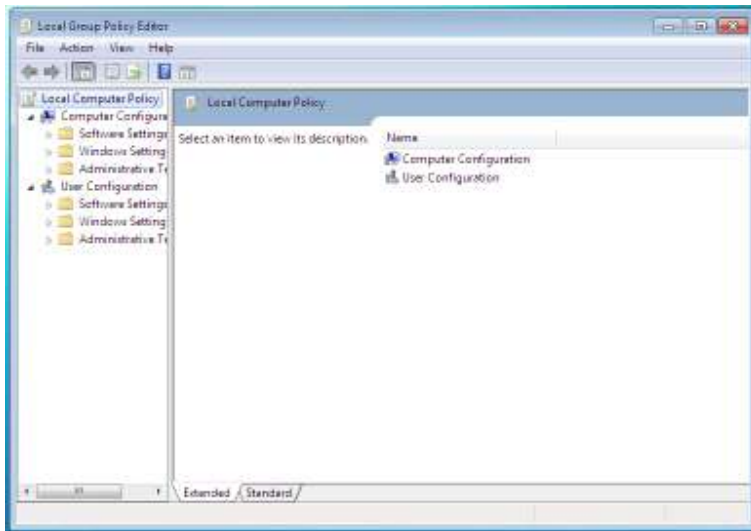 Local Group Policy Editor
File Action View Help
Local Computer Policy
Computer Configura
Software Settings
Windows Setting
Administrative Te
User Configuration
Software Settings
Windows Setting
Administrative Te
Local Computer Policy
Select an item to view its description.
Name
Computer Configuration
User Configuration
Extended Standard